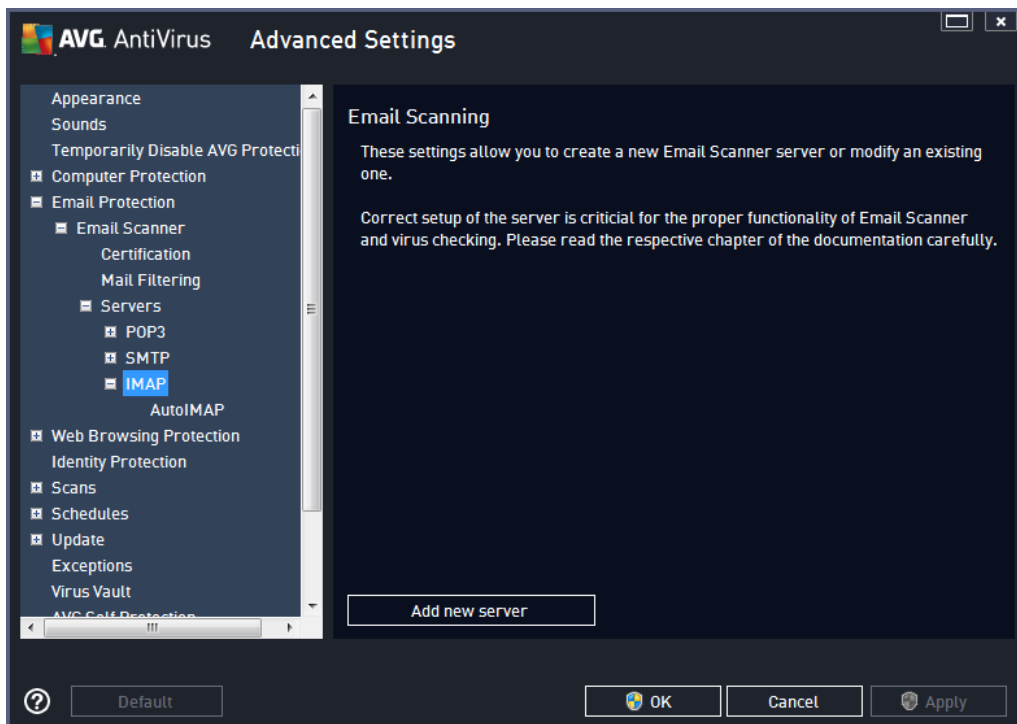 AVG AntiVirus Advanced Settings
Appearance
Sounds
Temporarily Disable AVG Protecti
Computer Protection
Email Protection
Email Scanner
Certification
Mail Filtering
Servers
POP3
SMTP
IMAP
AutoIMAP
Web Browsing Protection
Identity Protection
Scans
Schedules
Update
Exceptions
Virus Vault
AVG Self Protection
Email Scanning
These settings allow you to create a new Email Scanner server or modify an existing
one.
Correct setup of the server is criticial for the proper functionality of Email Scanner
and virus checking. Please read the respective chapter of the documentation carefully.
Add new server
? Default OK Cancel Apply